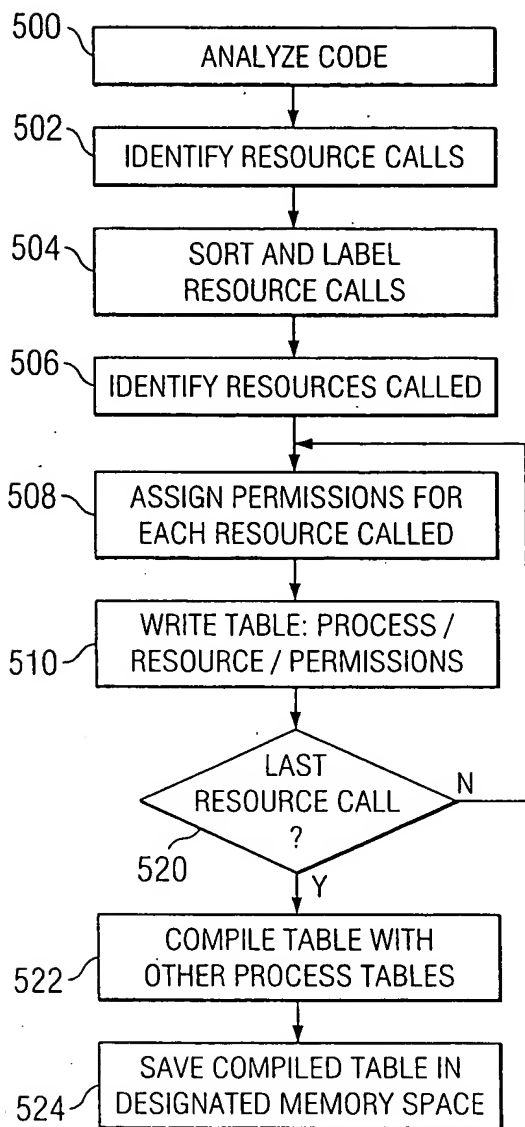 500
ANALYZE CODE
502
IDENTIFY RESOURCE CALLS
504
SORT AND LABEL
RESOURCE CALLS
506
IDENTIFY RESOURCES CALLED
508
ASSIGN PERMISSIONS FOR
EACH RESOURCE CALLED
510
WRITE TABLE: PROCESS /
RESOURCE / PERMISSIONS
LAST
RESOURCE CALL
?
N
520
Y
522
COMPILE TABLE WITH
OTHER PROCESS TABLES
524
SAVE COMPILED TABLE IN
DESIGNATED MEMORY SPACE